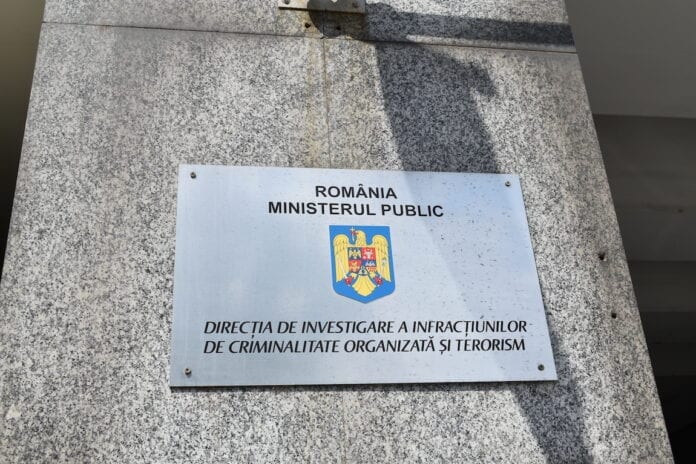 ROMÂNIA
MINISTERUL PUBLIC
DIRECȚIA DE INVESTIGARE A INFRACȚIUNILOR
DE CRIMINALITATE ORGANIZATĂ ȘI TERORISM